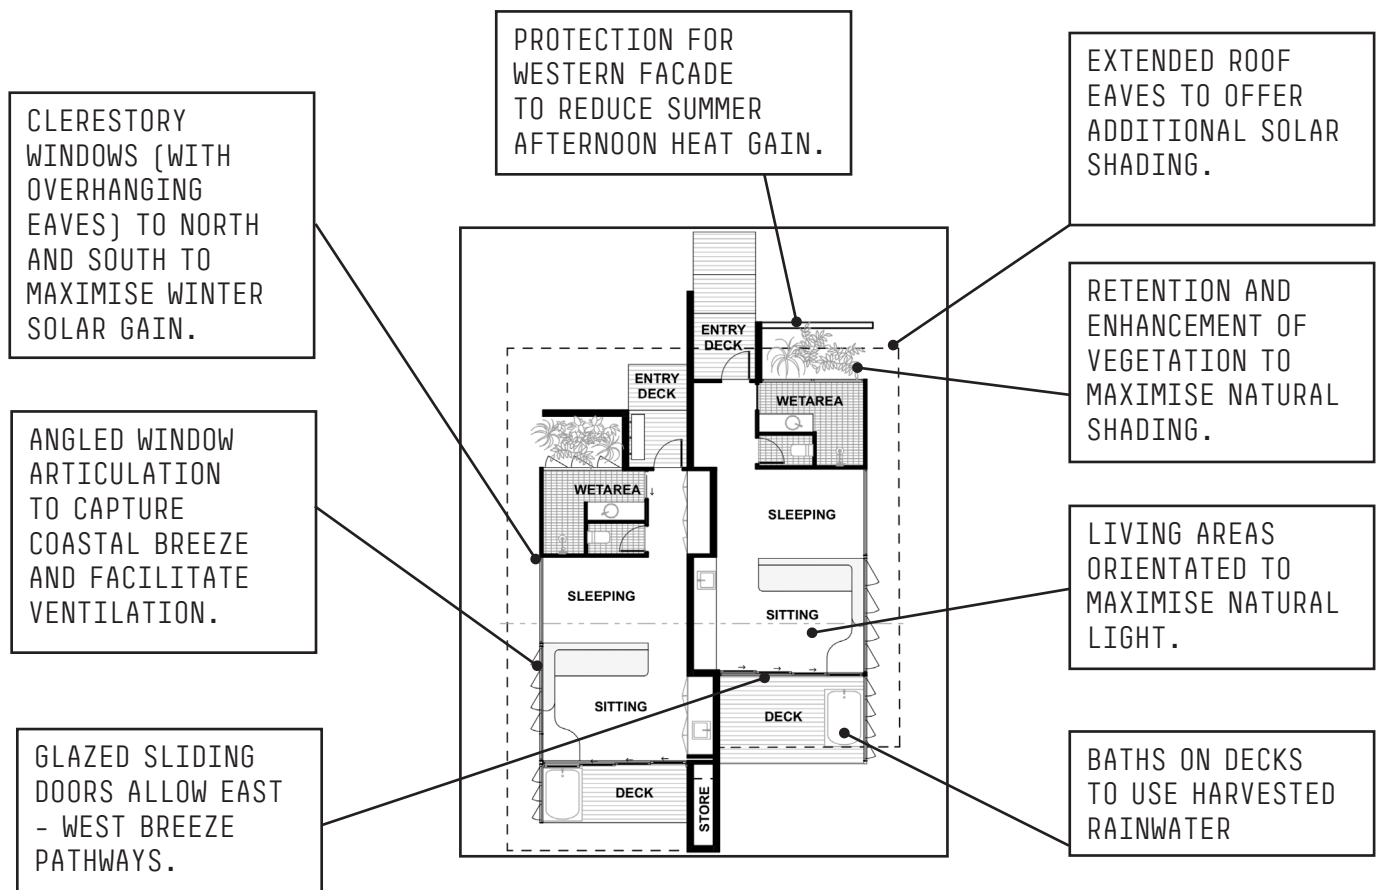 PROTECTION FOR
WESTERN FACADE
TO REDUCE SUMMER
AFTERNOON HEAT GAIN.
EXTENDED ROOF
EAVES TO OFFER
ADDITIONAL SOLAR
SHADING.
CLERESTORY
WINDOWS (WITH
OVERHANGING
EAVES) TO NORTH
AND SOUTH TO
MAXIMISE WINTER
SOLAR GAIN.
RETENTION AND
ENHANCEMENT OF
VEGETATION TO
MAXIMISE NATURAL
SHADING.
ANGLED WINDOW
ARTICULATION
TO CAPTURE
COASTAL BREEZE
AND FACILITATE
VENTILATION.
LIVING AREAS
ORIENTATED TO
MAXIMISE NATURAL
LIGHT.
GLAZED SLIDING
DOORS ALLOW EAST
- WEST BREEZE
PATHWAYS.
BATHS ON DECKS
TO USE HARVESTED
RAINWATER
ENTRY
DECK
ENTRY
DECK
WETAREA
WETAREA
SLEEPING
SLEEPING
SITTING
SITTING
DECK
DECK
STORE